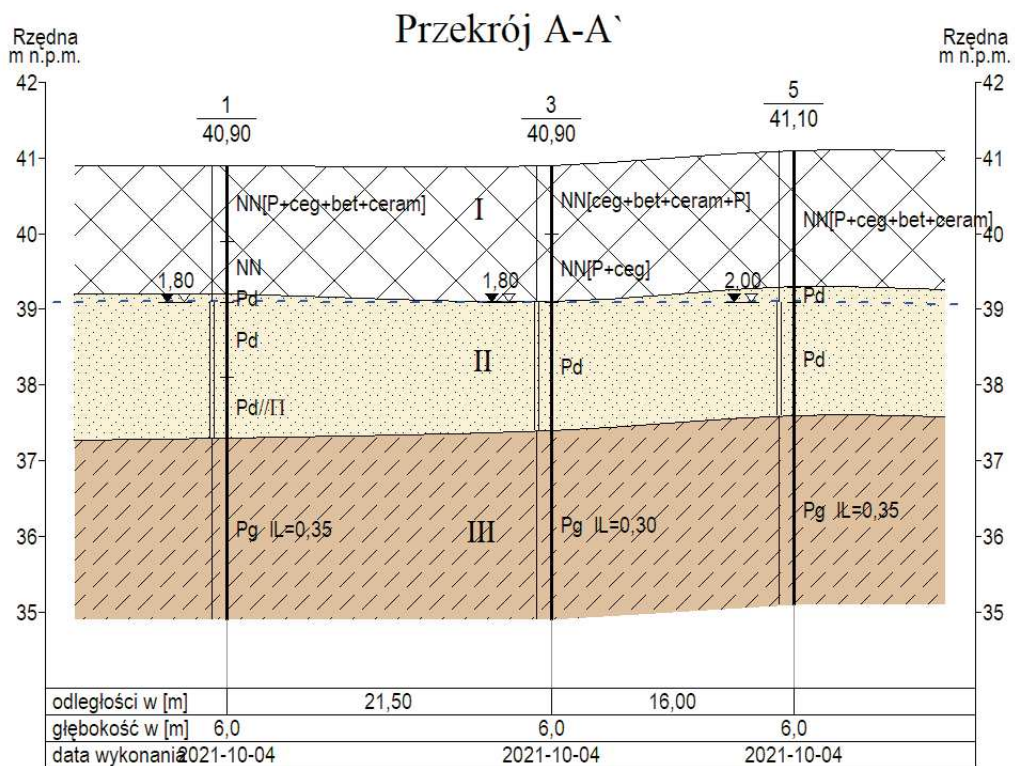 Przekrój A-A`
Rzędna
m n.p.m.
Rzędna
m n.p.m.
42
42
1
40,90
3
40,90
5
41,10
41
41
NN[P+ceg+bet+ceram]
I
NN[ceg+bet+ceram+P]
NN[P+ceg+bet+ceram]
40
40
NN
NN[P+ceg]
1,80
1,80
2,00
Pd
Pd
39
39
Pd
II
Pd
Pd
38
38
Pd//Π
37
37
Pg IL=0,35
III
Pg IL=0,30
Pg IL=0,35
36
36
35
35
odległości w [m] 21,50 16,00
głębokość w [m] 6,0 6,0 6,0
data wykonania 2021-10-04 2021-10-04 2021-10-04